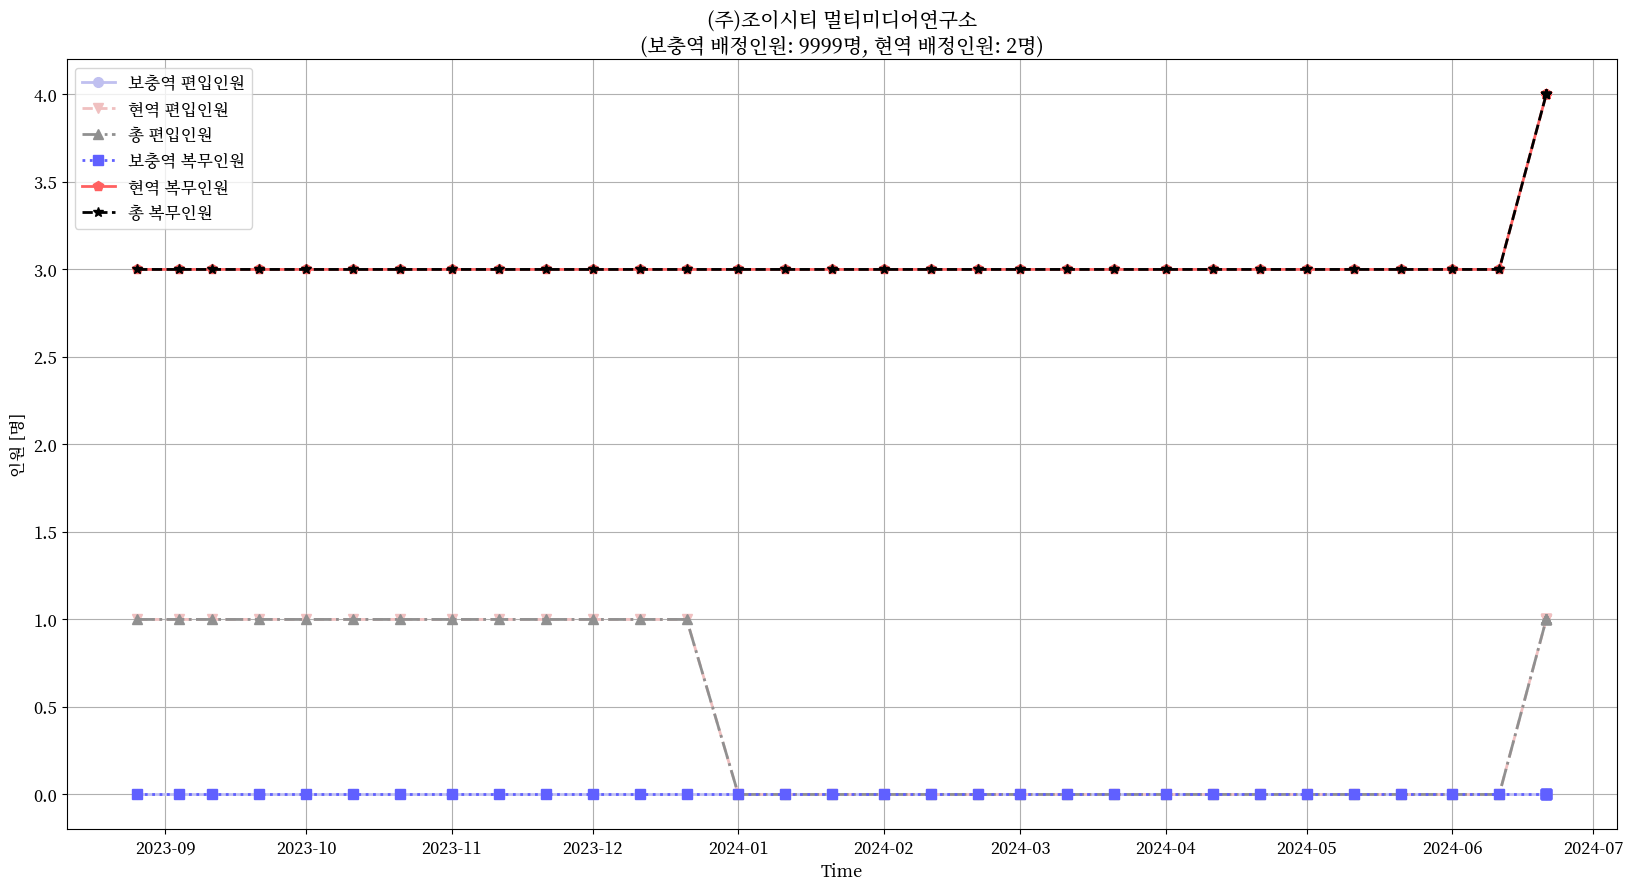 (주)조이시티 멀티미디어연구소
(보충역 배정인원: 9999명, 현역 배정인원: 2명)
보충역 편입인원
현역 편입인원
총 편입인원
보충역 복무인원
현역 복무인원
총 복무인원
4.0
3.5
3.0
2.5
2.0
1.5
1.0
0.5
0.0
인원 [명]
2023-09 2023-10 2023-11 2023-12 2024-01 2024-02 2024-03 2024-04 2024-05 2024-06 2024-07
Time